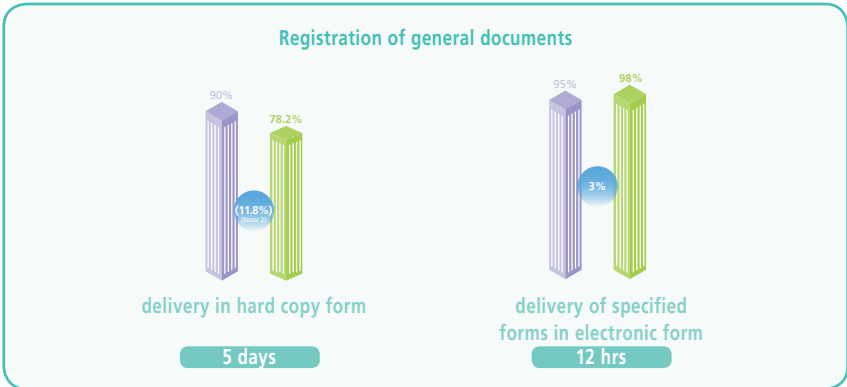 Registration of general documents
90%
78.2%
(11.8%)
(Note 2)
delivery in hard copy form
5 days
95%
98%
3%
delivery of specified
forms in electronic form
12 hrs